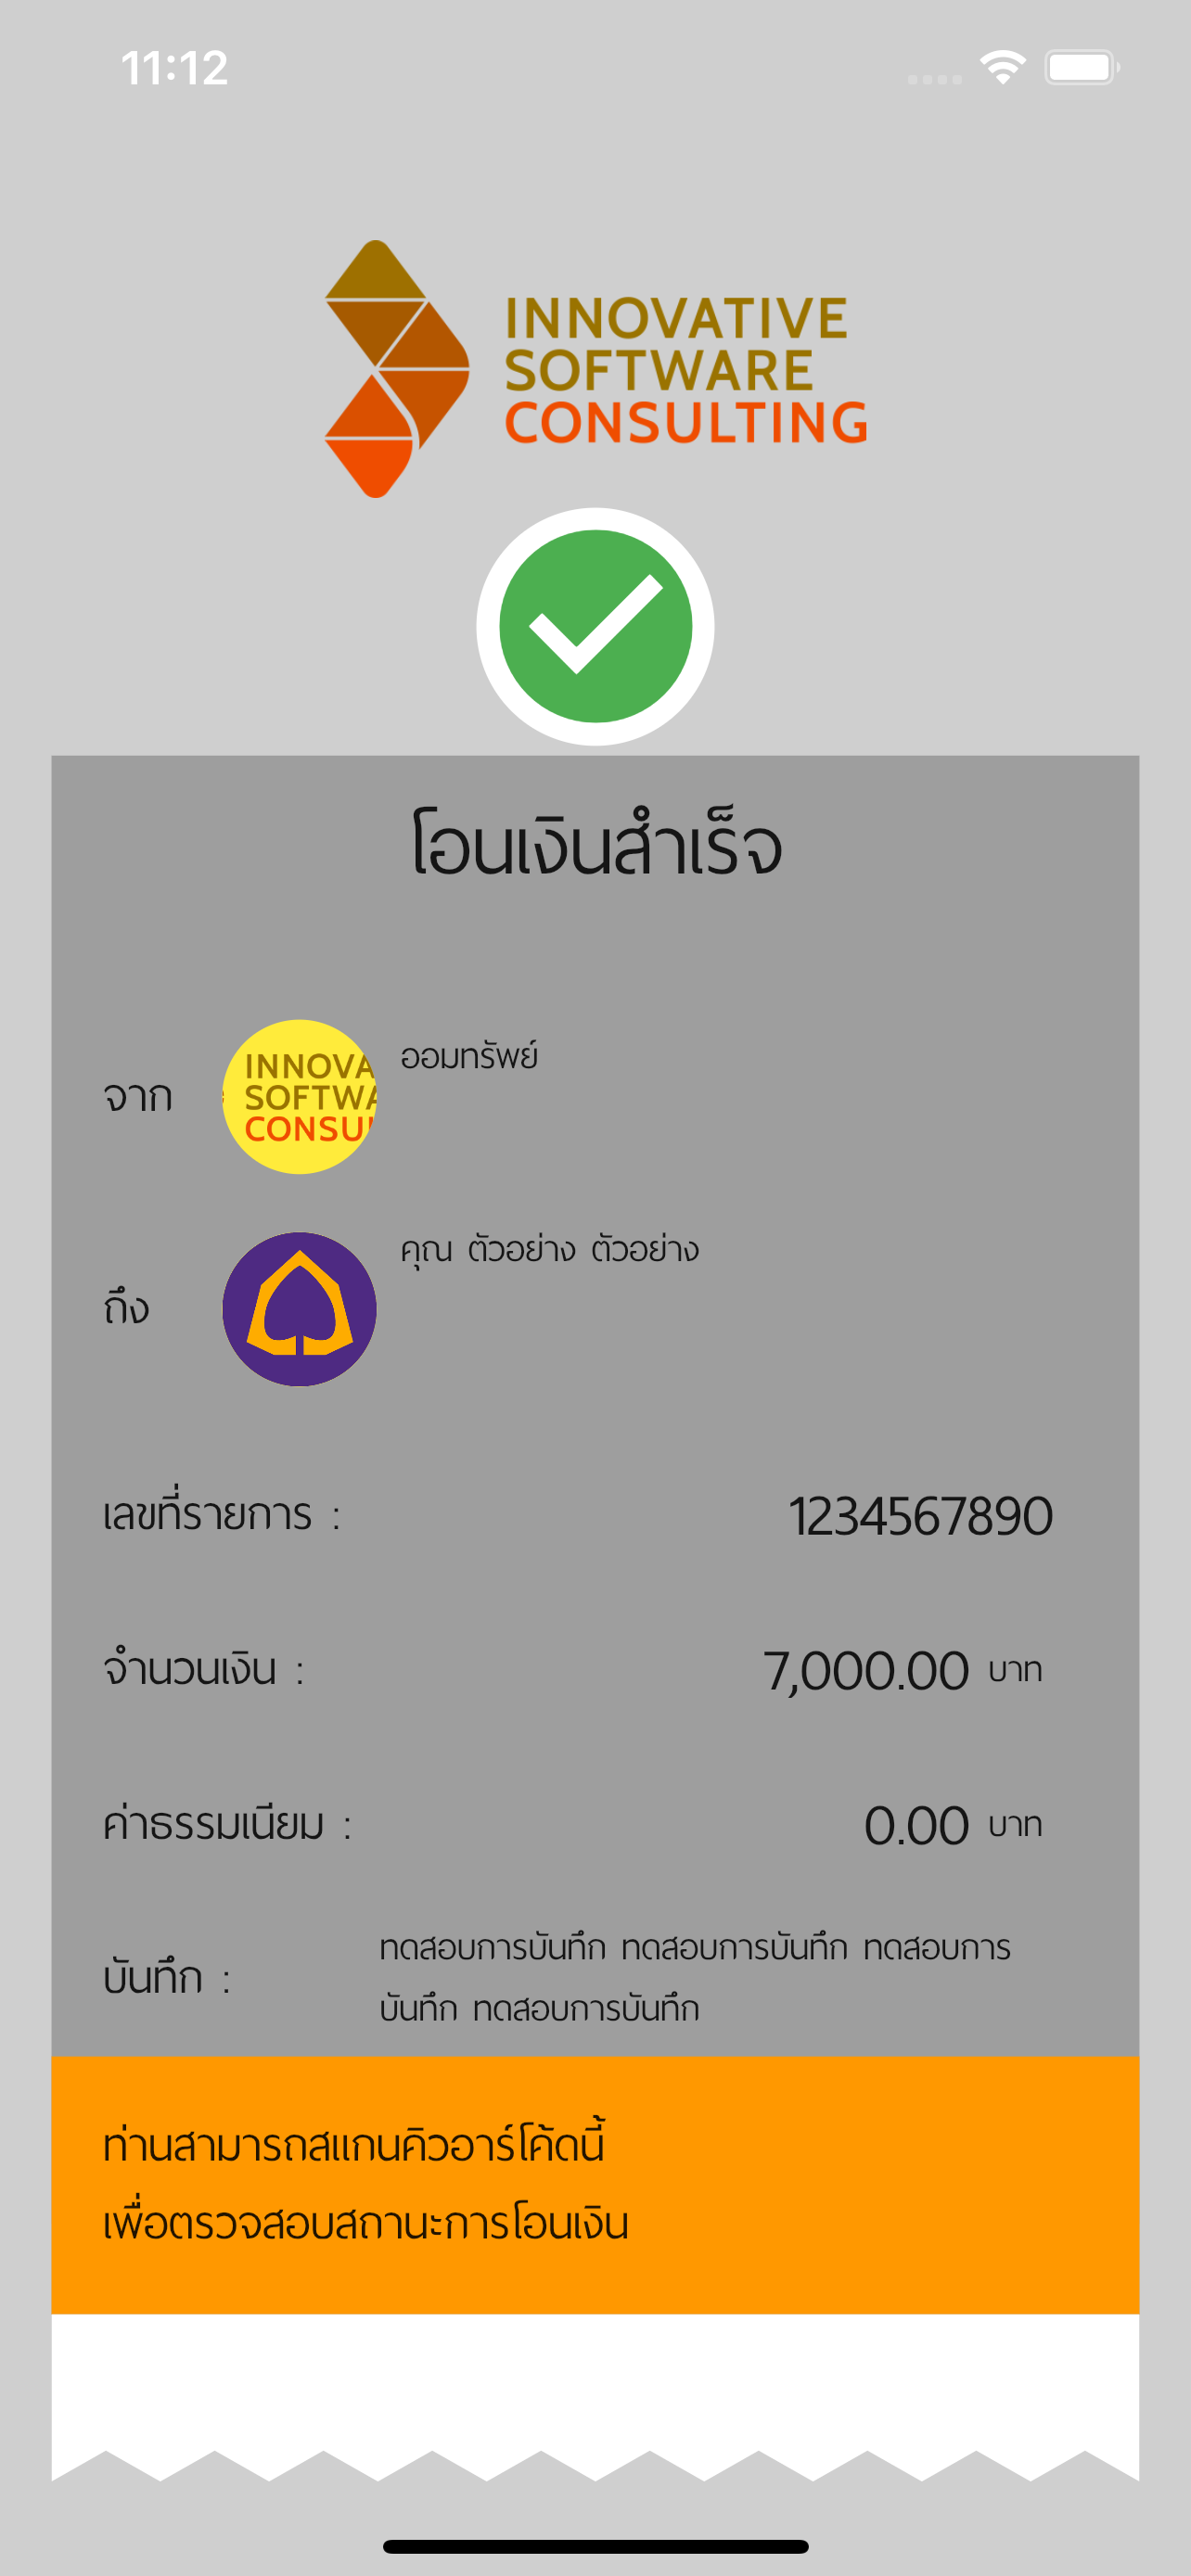 11:12
INNOVATIVE
SOFTWARE
CONSULTING
โอนเงินสำเร็จ
จาก
INNOVA
SOFTWA
CONSUL
ออมทรัพย์
ถึง
คุณ ตัวอย่าง ตัวอย่าง
เลขที่รายการ : 1234567890
จำนวนเงิน : 7,000.00 บาท
ค่าธรรมเนียม : 0.00 บาท
บันทึก :
ทดสอบการบันทึก ทดสอบการบันทึก ทดสอบการ
บันทึก ทดสอบการบันทึก
ท่านสามารถสแกนคิวอาร์โค้ดนี้
เพื่อตรวจสอบสถานะการโอนเงิน